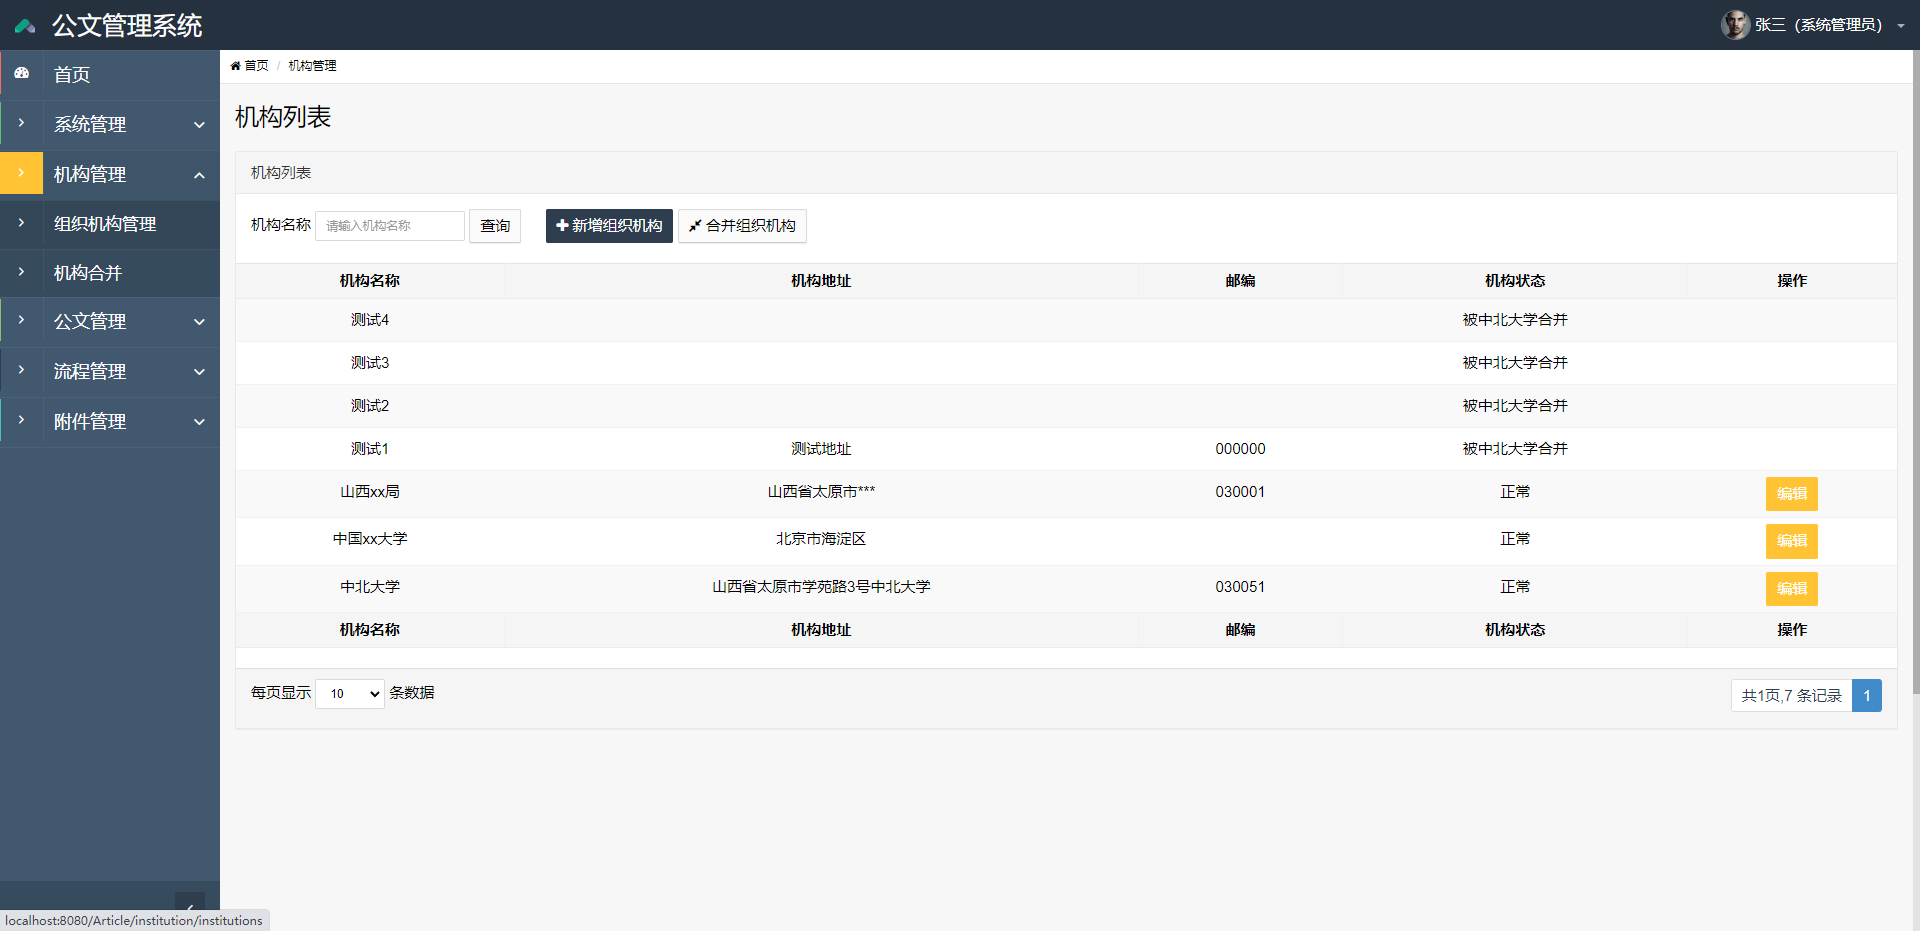 公文管理系统
张三（系统管理员）
首页
系统管理
机构管理
组织机构管理
机构合并
公文管理
流程管理
附件管理
首页 / 机构管理
机构列表
机构列表
机构名称 请输入机构名称 查询 新增组织机构 合并组织机构
机构名称 机构地址 邮编 机构状态 操作
测试4 被中北大学合并
测试3 被中北大学合并
测试2 被中北大学合并
测试1 测试地址 000000 被中北大学合并
山西xx局 山西省太原市*** 030001 正常 编辑
中国xx大学 北京市海淀区 正常 编辑
中北大学 山西省太原市学苑路3号中北大学 030051 正常 编辑
机构名称 机构地址 邮编 机构状态 操作
每页显示 10 条数据 共1页,7 条记录 1
localhost:8080/Article/institution/institutions